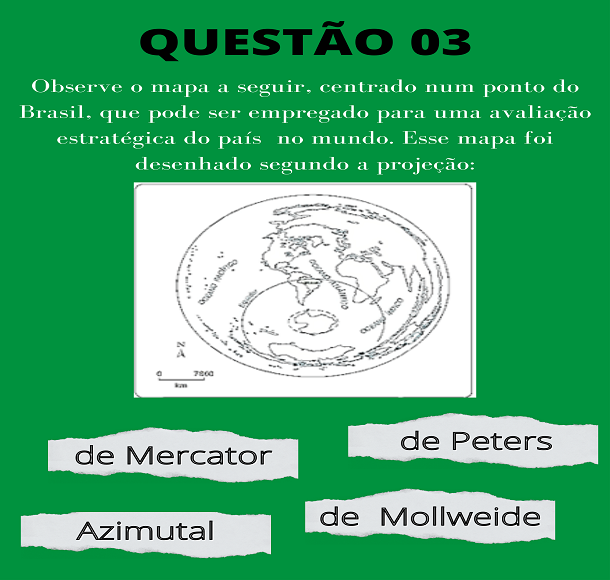 QUESTÃO 03
Observe o mapa a seguir, centrado num ponto do
Brasil, que pode ser empregado para uma avaliação
estratégica do país no mundo. Esse mapa foi
desenhado segundo a projeção:
N
0 7860
km
de Mercator
de Peters
Azimutal
de Mollweide